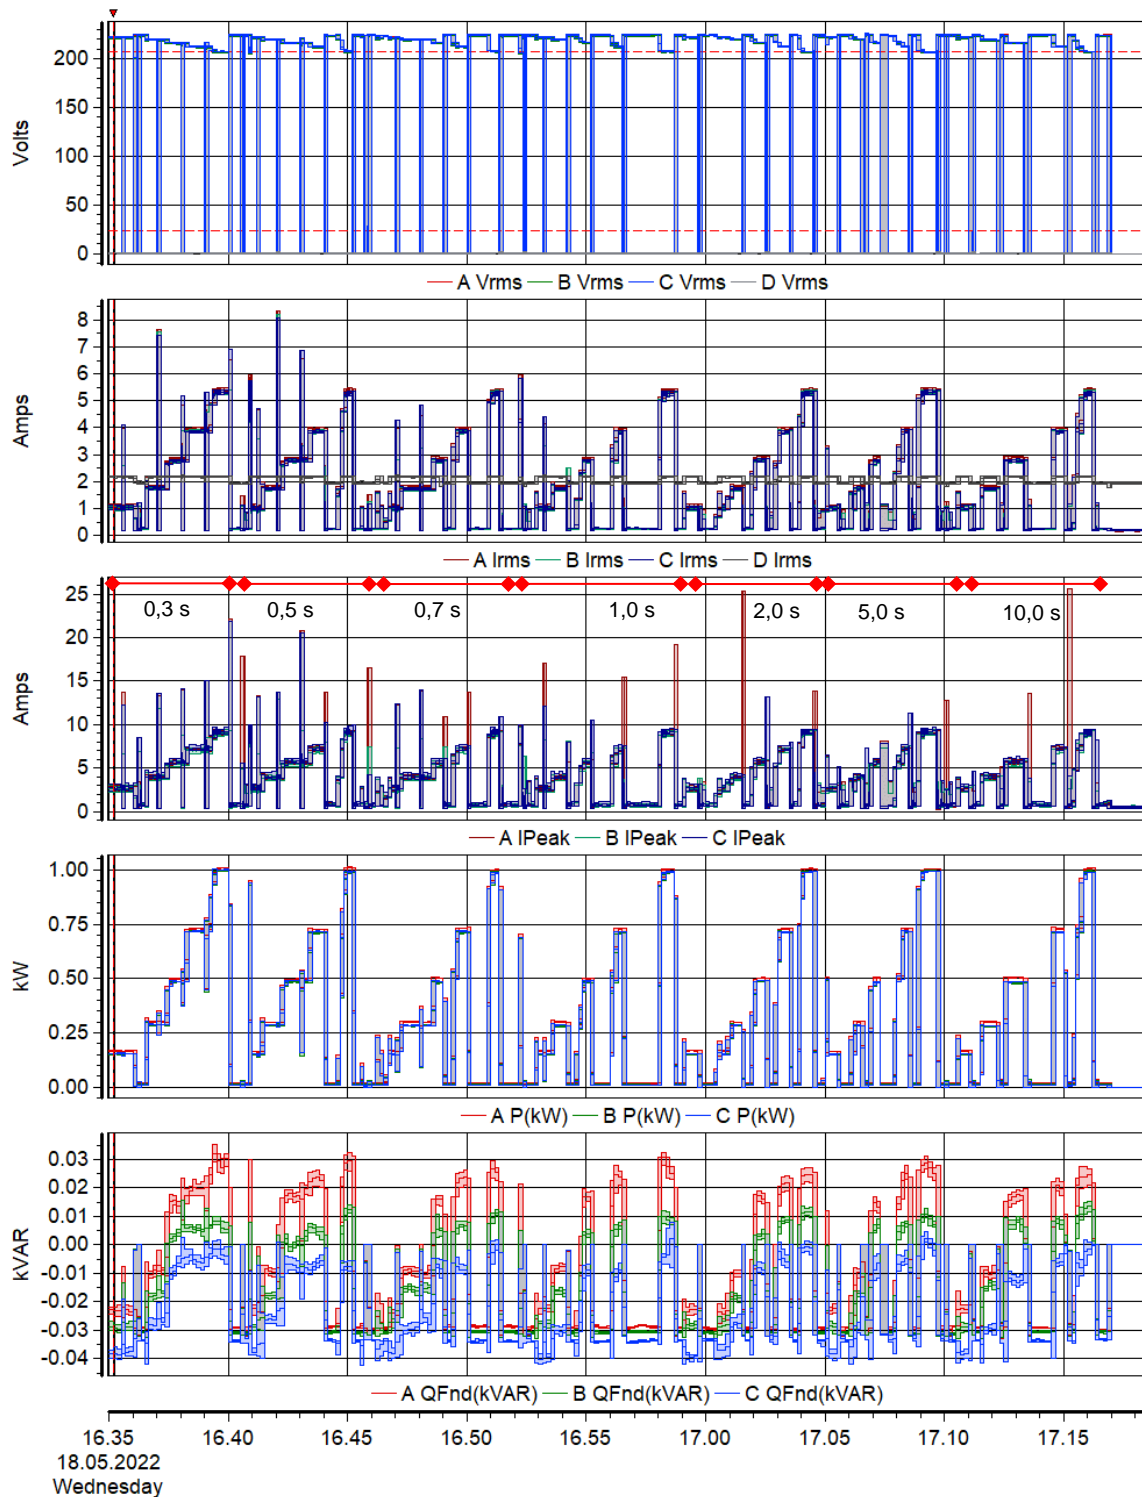 200
150
100
50
0
Volts
A Vrms B Vrms C Vrms D Vrms
8
7
6
5
4
3
2
1
0
Amps
A Irms B Irms C Irms D Irms
0,3 s 0,5 s 0,7 s 1,0 s 2,0 s 5,0 s 10,0 s
25
20
15
10
5
0
Amps
A IPeak B IPeak C IPeak
1.00
0.75
0.50
0.25
0.00
kW
A P(kW) B P(kW) C P(kW)
0.03
0.02
0.01
0.00
-0.01
-0.02
-0.03
-0.04
kVAR
A QFnd(kVAR) B QFnd(kVAR) C QFnd(kVAR)
16.35 16.40 16.45 16.50 16.55 17.00 17.05 17.10 17.15
18.05.2022
Wednesday